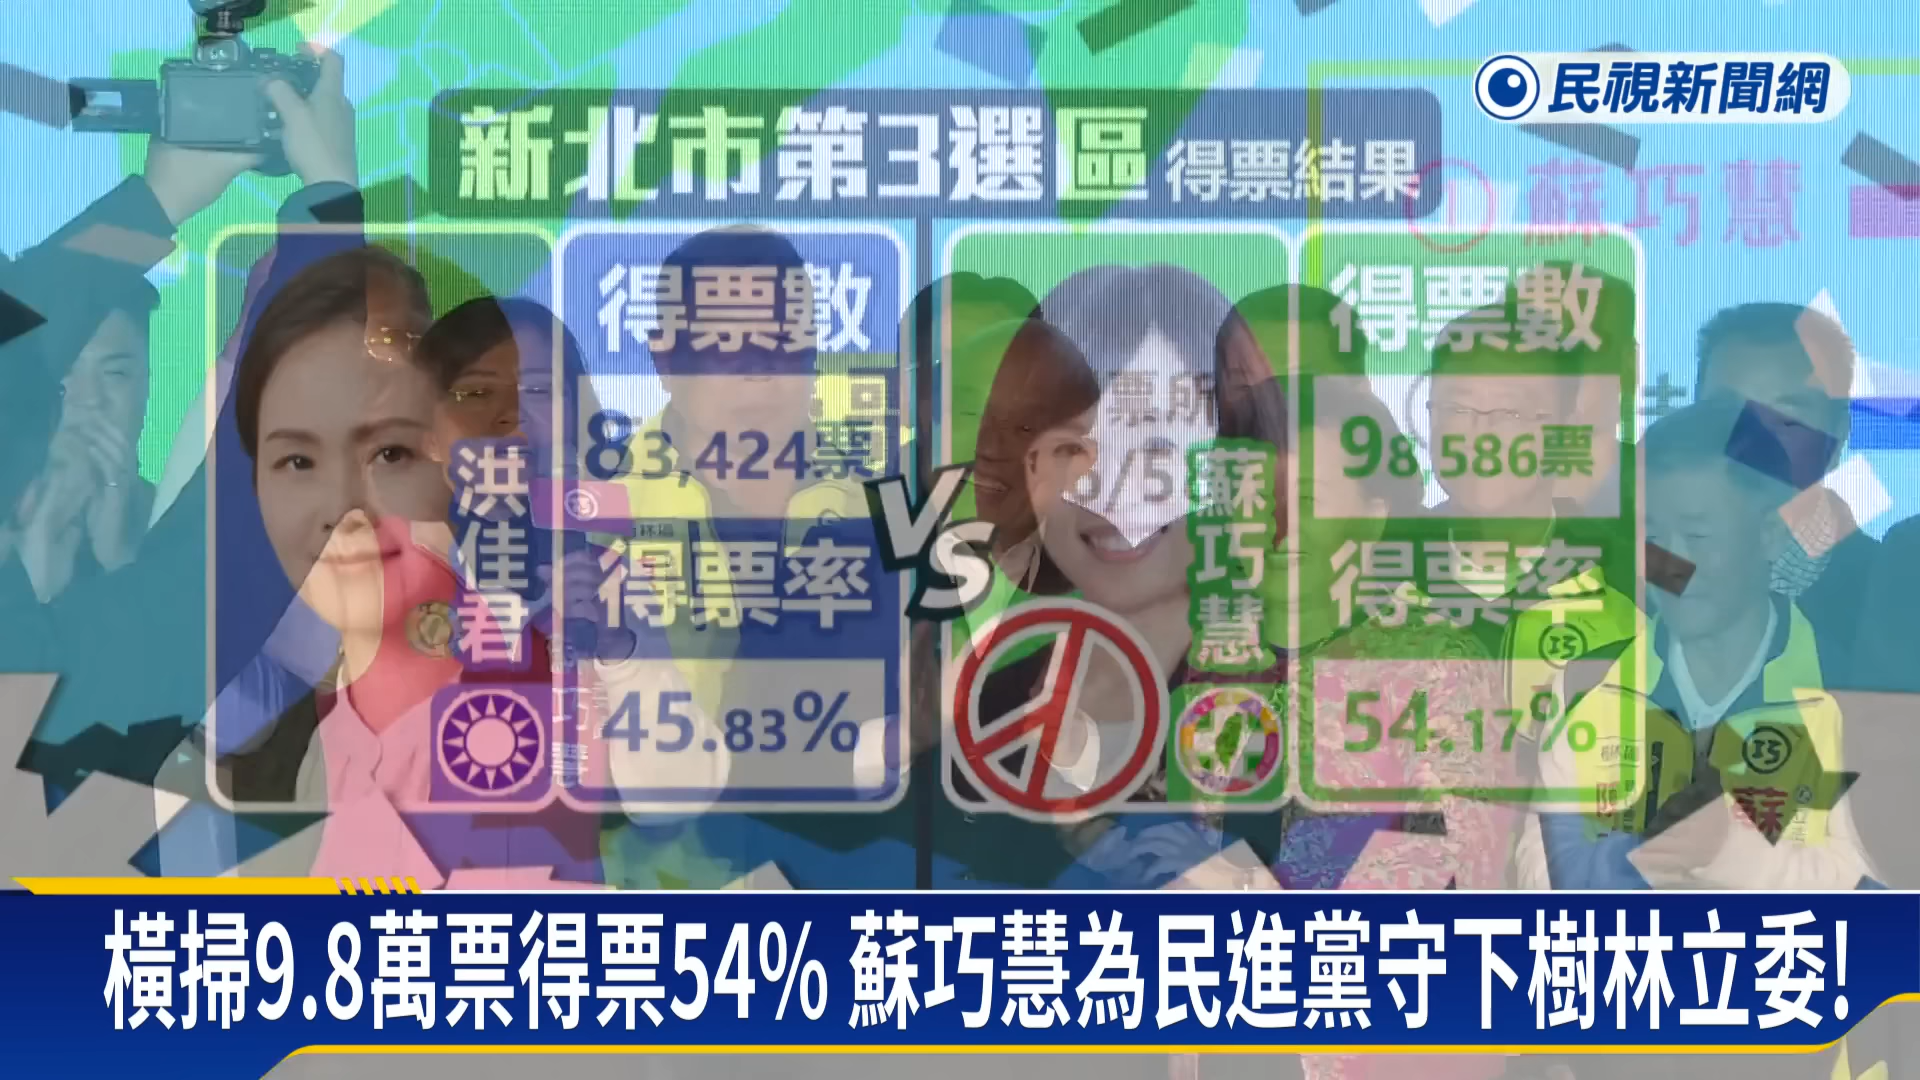 民視新聞網
新北市第3選區 得票結果
① 蘇巧慧
得票數
83,424票
得票率
45.83%
洪佳君
VS
票所
蘇巧慧
得票數
98,586票
得票率
54.17%
巧
巧
巧
蘇
橫掃9.8萬票得票54% 蘇巧慧為民進黨守下樹林立委!